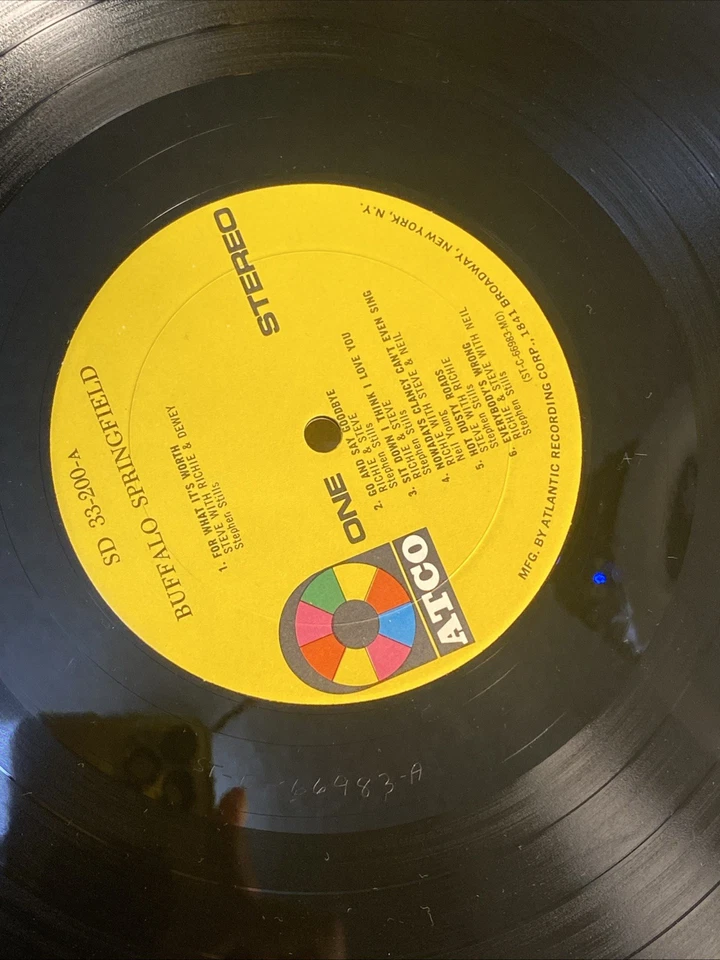 SD 33-200-A
BUFFALO SPRINGFIELD
STEREO
ONE
1. FOR WHAT IT'S WORTH
STEVE WITH RICHIE & DEWEY
Stephen Stills
2. GO AND SAY GOODBYE
RICHIE & STEVE
Stephen Stills
3. SIT DOWN I THINK I LOVE YOU
RICHIE & STEVE
Stephen Stills
4. NOWADAYS CLANCY CAN'T EVEN SING
RICHIE WITH STEVE & NEIL
Neil Young
5. HOT DUSTY ROADS
STEVE WITH RICHIE
Stephen Stills
6. EVERYBODY'S WRONG
RICHIE & STEVE WITH NEIL
Stephen Stills
(ST-C-66983-MO)
ATCO
MFG. BY ATLANTIC RECORDING CORP., 1841 BROADWAY, NEW YORK, N.Y.
66983-A
AT